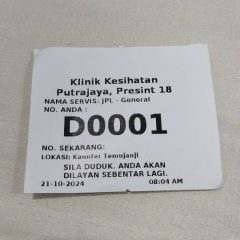 Klinik Kesihatan
Putrajaya, Presint 18
NAMA SERVIS: JPL - General
NO. ANDA :
D0001
NO. SEKARANG:
LOKASI: Kaunter Temujanji
SILA DUDUK. ANDA AKAN
DILAYAN SEBENTAR LAGI.
21-10-2024 08:04 AM